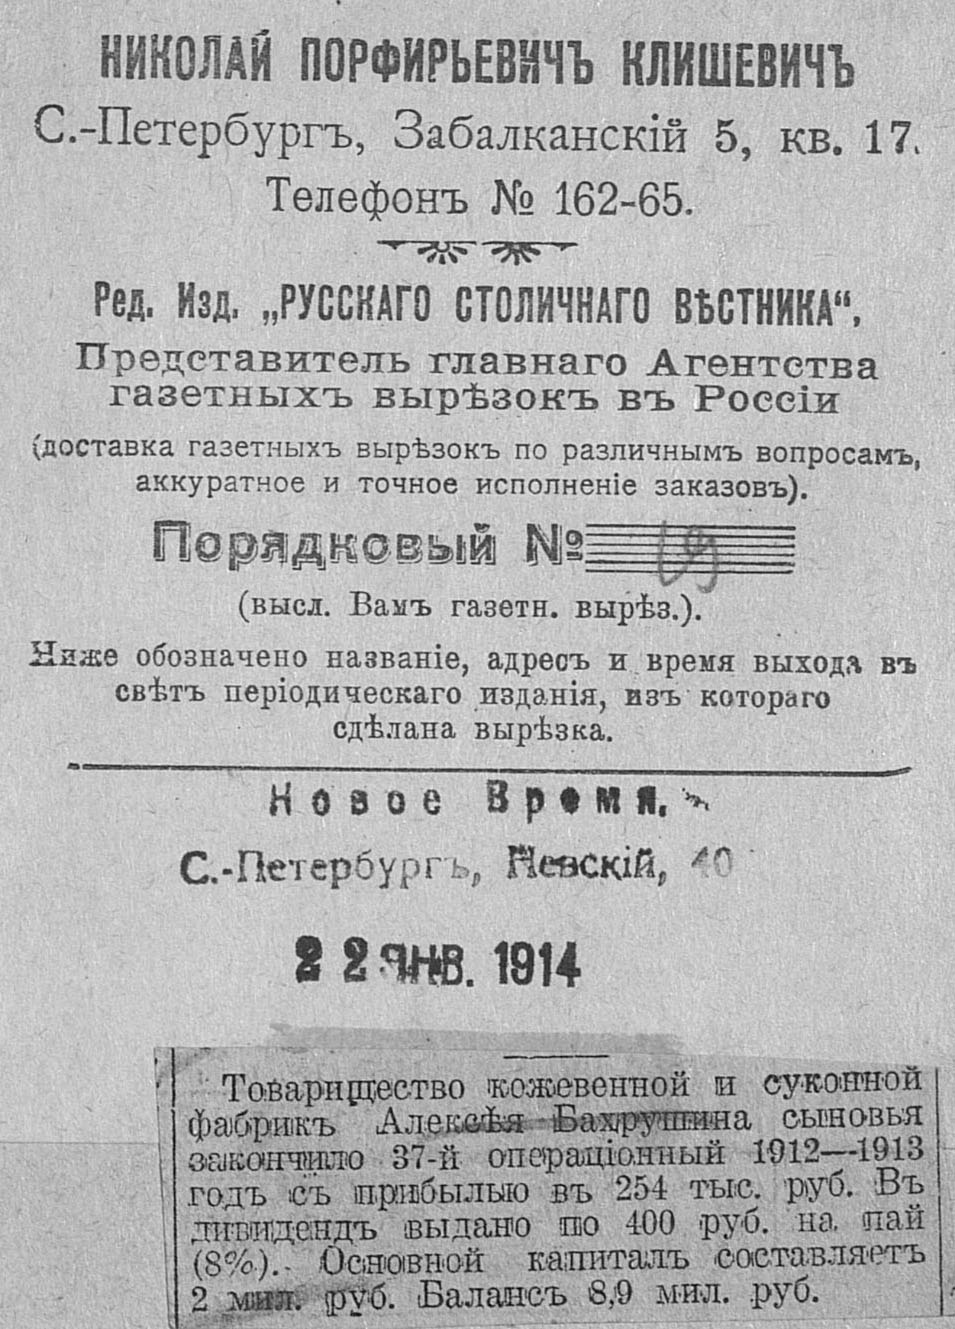 НИКОЛАЙ ПОРФИРЬЕВИЧЪ КЛИШЕВИЧЪ
С.-Петербургъ, Забалканскій 5, кв. 17.
Телефонъ № 162-65.
Ред. Изд. „РУССКАГО СТОЛИЧНАГО ВѢСТНИКА“,
Представитель главнаго Агентства
газетныхъ вырѣзокъ въ Россіи
(доставка газетныхъ вырѣзокъ по различнымъ вопросамъ,
аккуратное и точное исполненіе заказовъ).
Порядковый №
(высл. Вамъ газетн. вырѣз.).
Ниже обозначено названіе, адресъ и время выхода въ
свѣтъ періодическаго изданія, изъ котораго
сдѣлана вырѣзка.
Новое Время.
С.-Петербургъ, Невскій, 40
22 ЯНВ. 1914
Товарищество кожевенной и суконной
фабрикъ Алексѣя Бахрушина сыновья
закончило 37-й операціонный 1912—1913
годъ съ прибылью въ 254 тыс. руб. Въ
дивидендъ выдано по 400 руб. на пай
(8%). Основной капиталъ составляетъ
2 мил. руб. Балансъ 8,9 мил. руб.